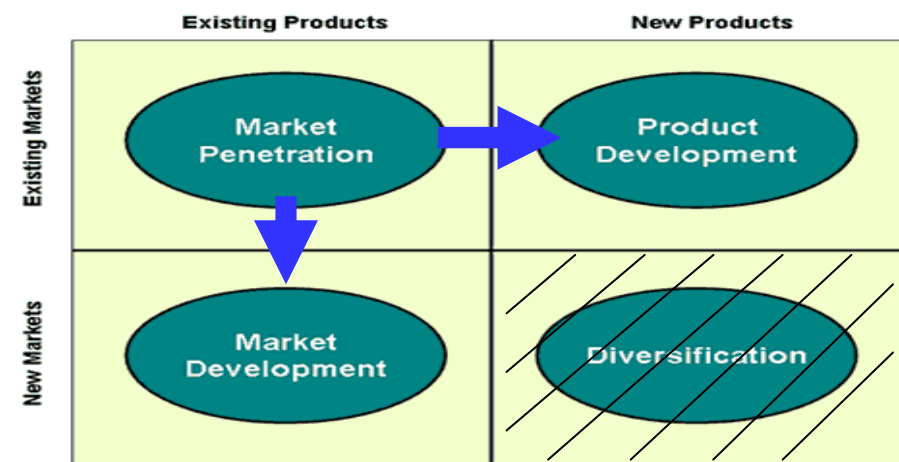 Existing Products
New Products
Existing Markets
Market
Penetration
Product
Development
New Markets
Market
Development
Diversification